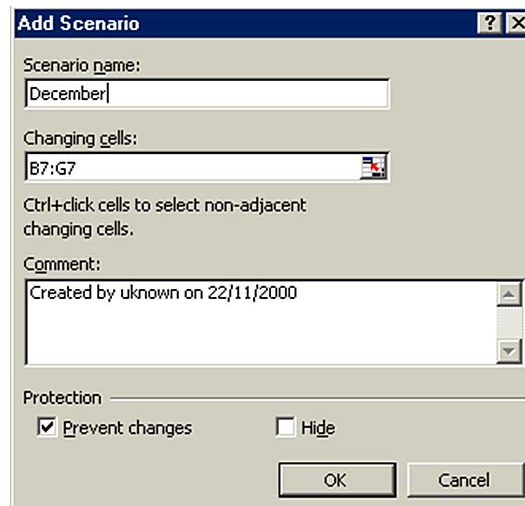 Add Scenario
Scenario name:
December
Changing cells:
B7:G7
Ctrl+click cells to select non-adjacent
changing cells.
Comment:
Created by uknown on 22/11/2000
Protection
Prevent changes
Hide
OK
Cancel